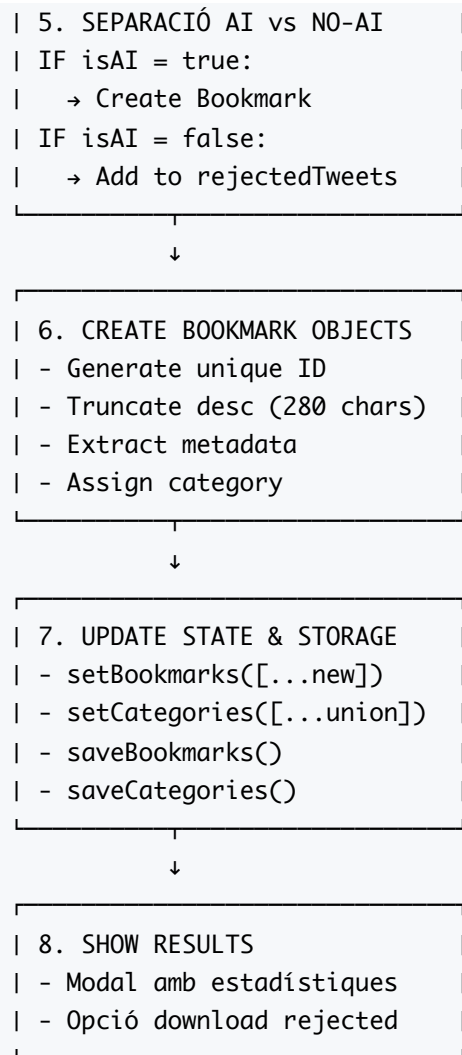 5. SEPARACIÓ AI vs NO-AI
IF isAI = true:
→ Create Bookmark
IF isAI = false:
→ Add to rejectedTweets
↓
6. CREATE BOOKMARK OBJECTS
- Generate unique ID
- Truncate desc (280 chars)
- Extract metadata
- Assign category
↓
7. UPDATE STATE & STORAGE
- setBookmarks([...new])
- setCategories([...union])
- saveBookmarks()
- saveCategories()
↓
8. SHOW RESULTS
- Modal amb estadístiques
- Opció download rejected